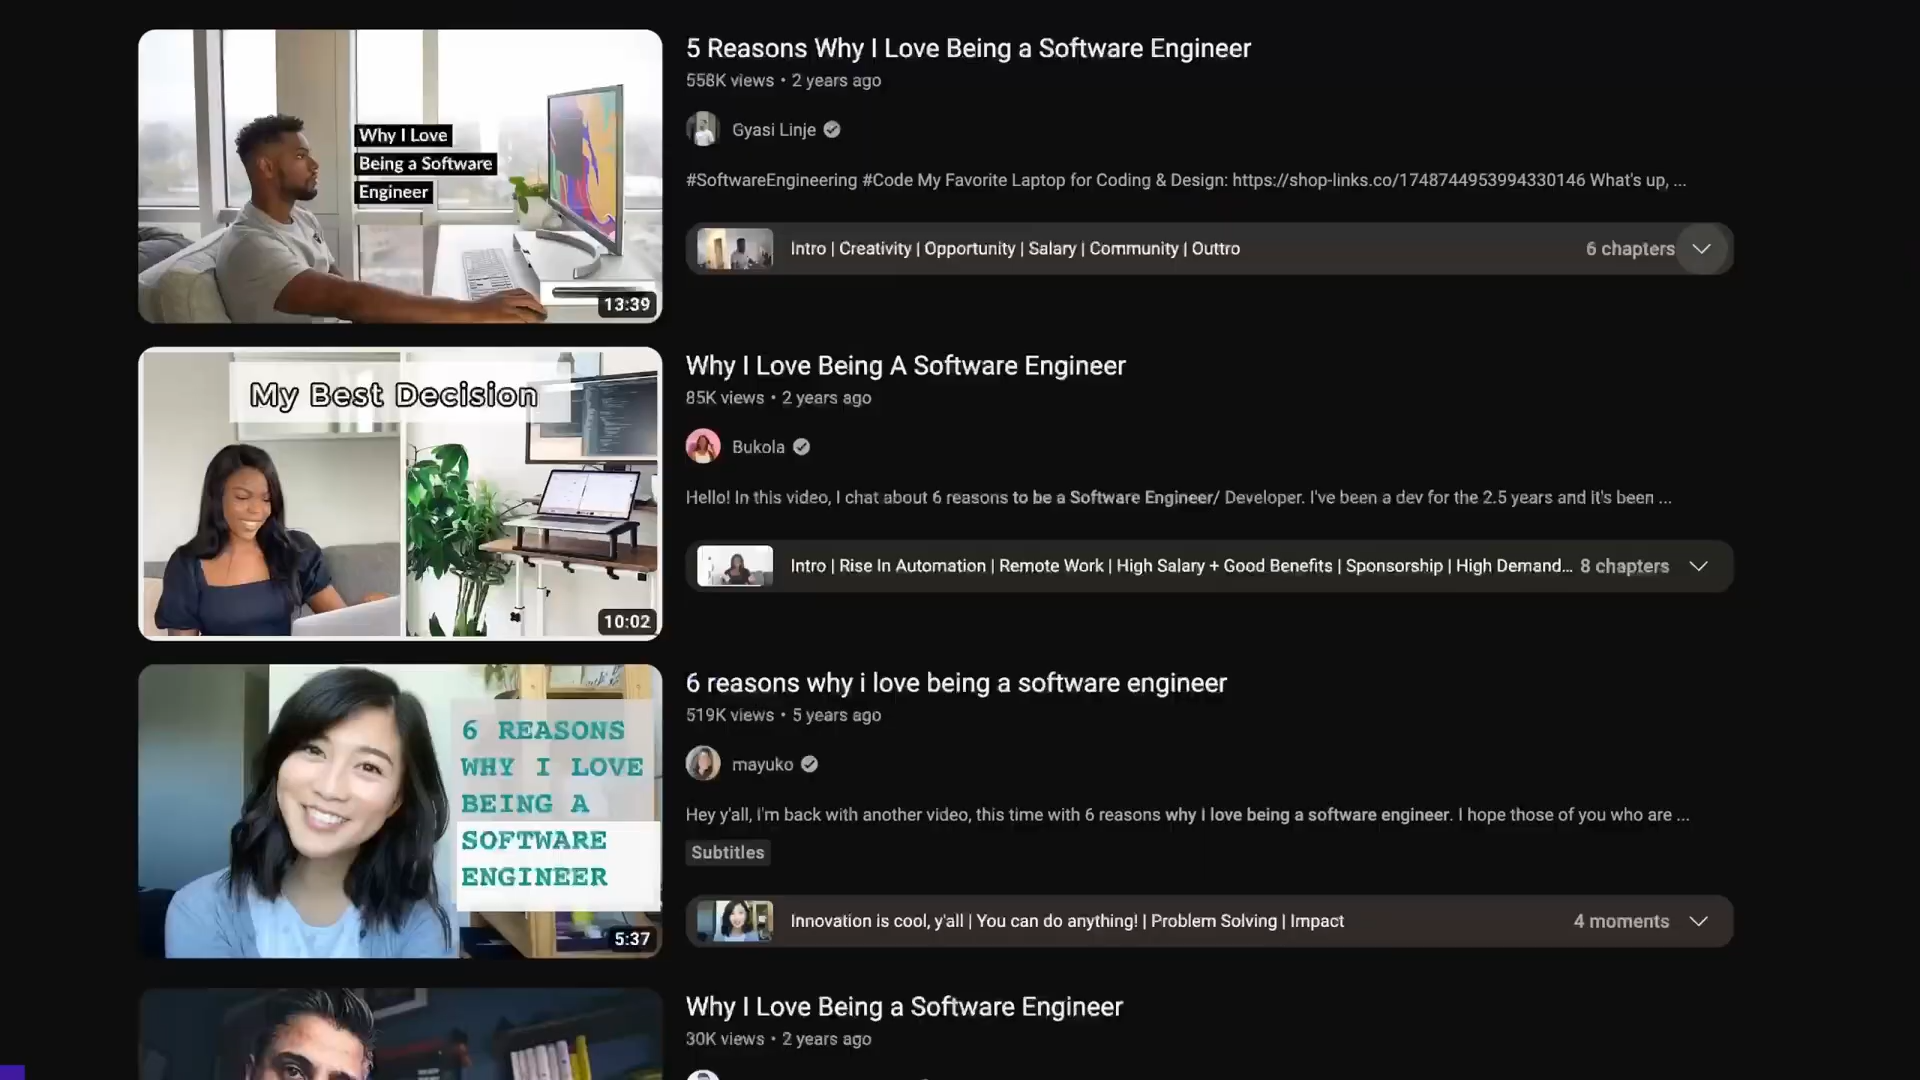 Why I Love
Being a Software
Engineer
13:39
5 Reasons Why I Love Being a Software Engineer
558K views • 2 years ago
Gyasi Linje
#SoftwareEngineering #Code My Favorite Laptop for Coding & Design: https://shop-links.co/1748744953994330146 What's up, ...
Intro | Creativity | Opportunity | Salary | Community | Outtro
6 chapters
My Best Decision
10:02
Why I Love Being A Software Engineer
85K views • 2 years ago
Bukola
Hello! In this video, I chat about 6 reasons to be a Software Engineer/ Developer. I've been a dev for the 2.5 years and it's been ...
Intro | Rise In Automation | Remote Work | High Salary + Good Benefits | Sponsorship | High Demand...
8 chapters
6 REASONS
WHY I LOVE
BEING A
SOFTWARE
ENGINEER
5:37
6 reasons why i love being a software engineer
519K views • 5 years ago
mayuko
Hey y'all, I'm back with another video, this time with 6 reasons why I love being a software engineer. I hope those of you who are ...
Subtitles
Innovation is cool, y'all | You can do anything! | Problem Solving | Impact
4 moments
Why I Love Being a Software Engineer
30K views • 2 years ago